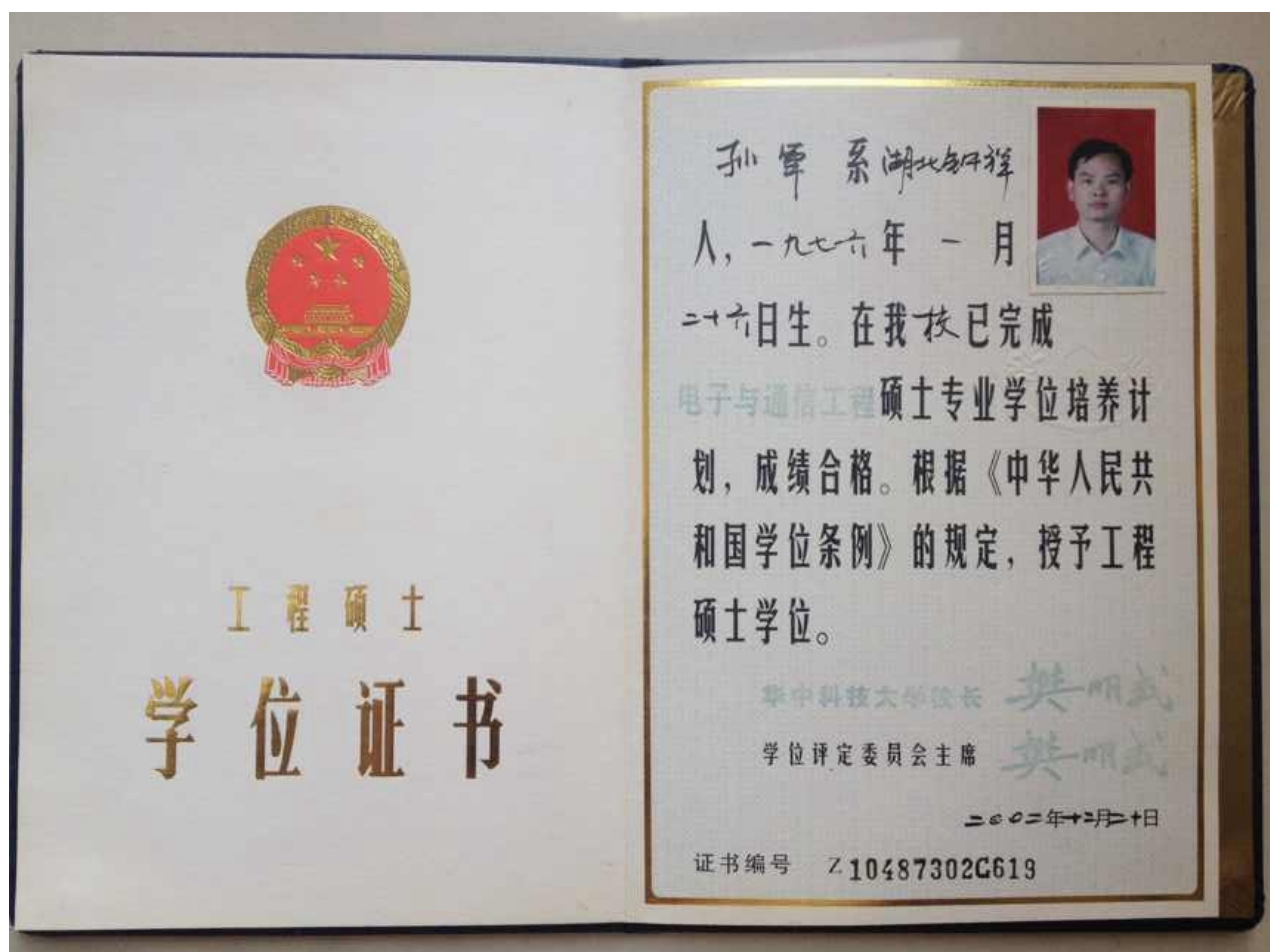 工程硕士
学位证书
孙军 系湖北钟祥
人，一九七六年 一 月
二十六日生。在我校已完成
电子与通信工程硕士专业学位培养计
划，成绩合格。根据《中华人民共
和国学位条例》的规定，授予工程
硕士学位。
华中科技大学校长 樊明武
学位评定委员会主席 樊明武
二〇〇二年十二月二十日
证书编号 Z10487302C619